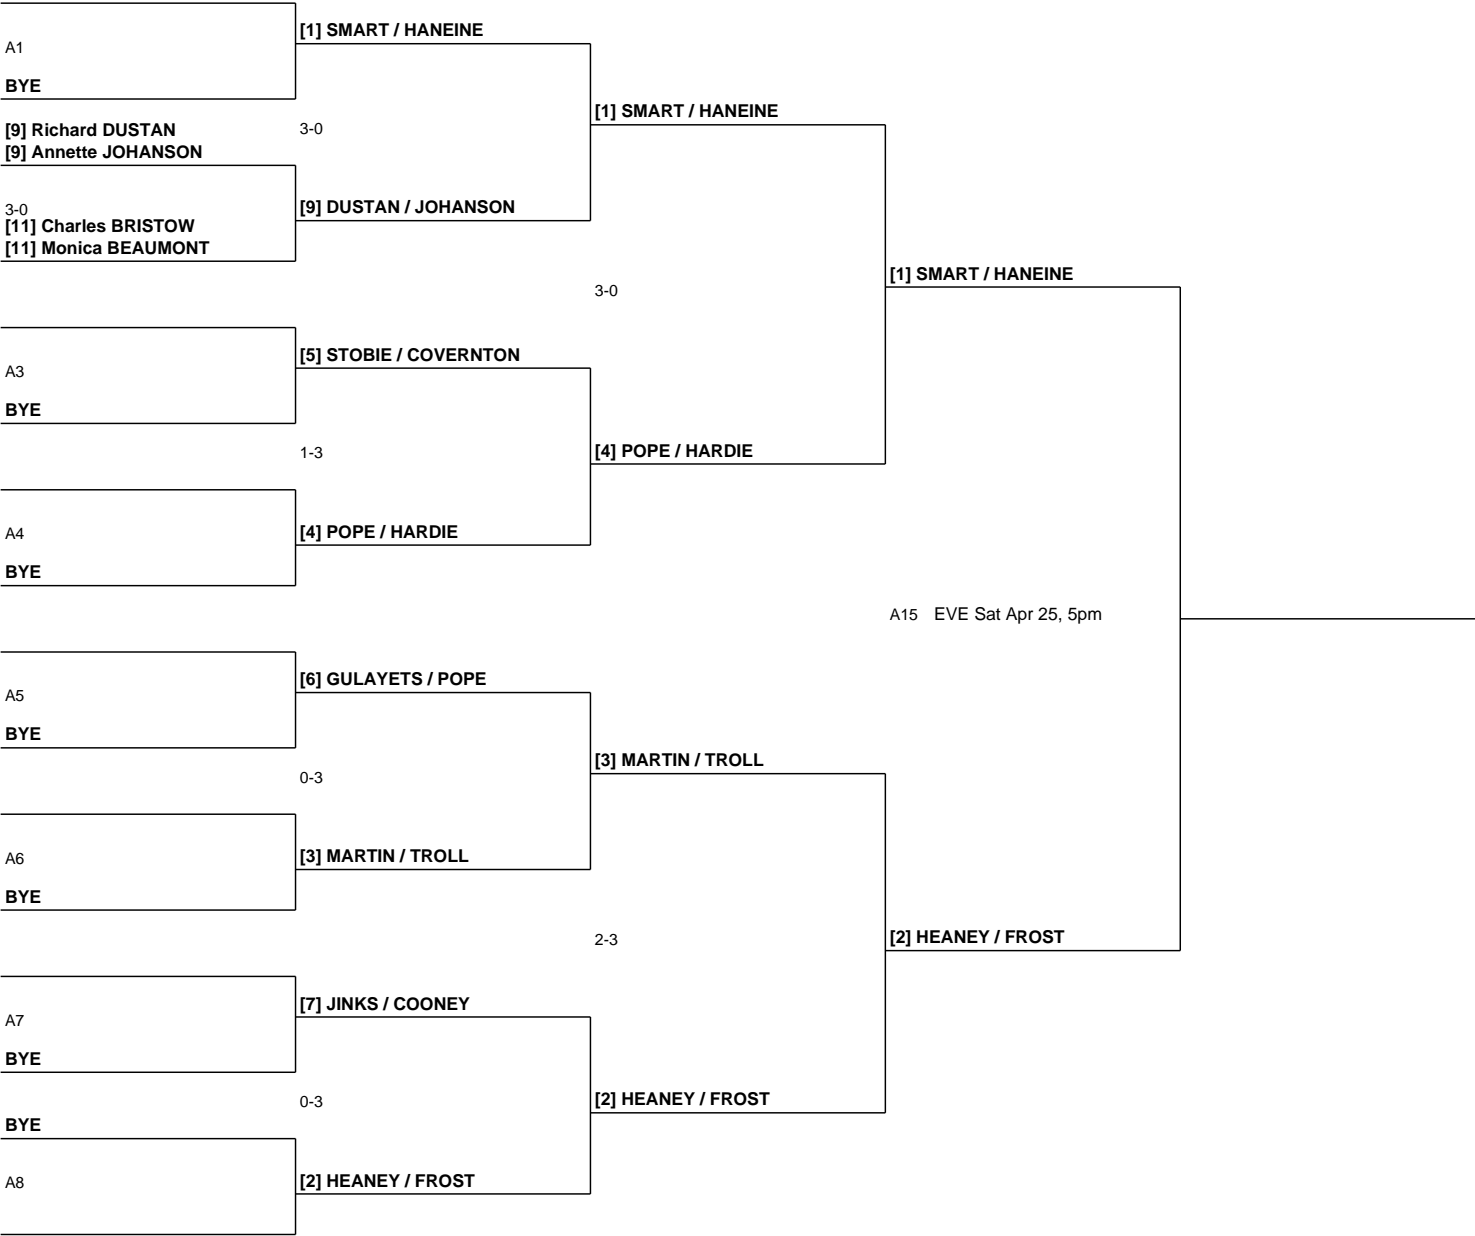 A1
BYE
[9] Richard DUSTAN
[9] Annette JOHANSON
3-0
[11] Charles BRISTOW
[11] Monica BEAUMONT
A3
BYE
A4
BYE
A5
BYE
A6
BYE
A7
BYE
BYE
A8
[1] SMART / HANEINE
3-0
[9] DUSTAN / JOHANSON
[5] STOBIE / COVERNTON
1-3
[4] POPE / HARDIE
[6] GULAYETS / POPE
0-3
[3] MARTIN / TROLL
[7] JINKS / COONEY
0-3
[2] HEANEY / FROST
[1] SMART / HANEINE
3-0
[4] POPE / HARDIE
[3] MARTIN / TROLL
2-3
[2] HEANEY / FROST
[1] SMART / HANEINE
A15 EVE Sat Apr 25, 5pm
[2] HEANEY / FROST